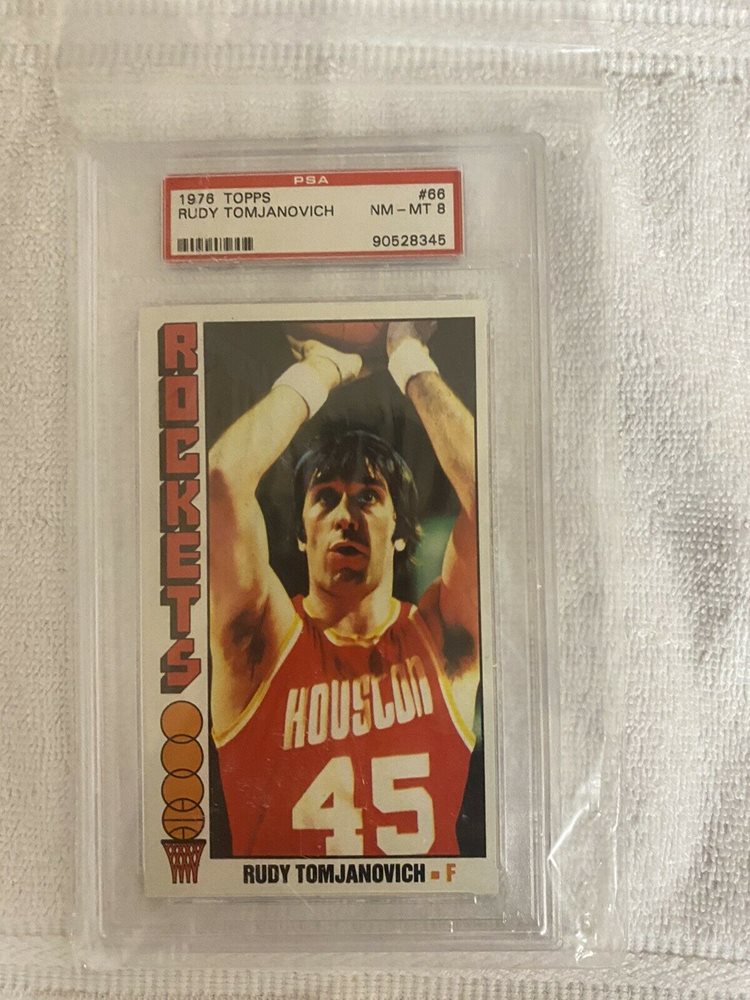 PSA
1976 TOPPS #66
RUDY TOMJANOVICH NM-MT 8
90528345
ROCKETS
HOUSTON
45
RUDY TOMJANOVICH ▪ F